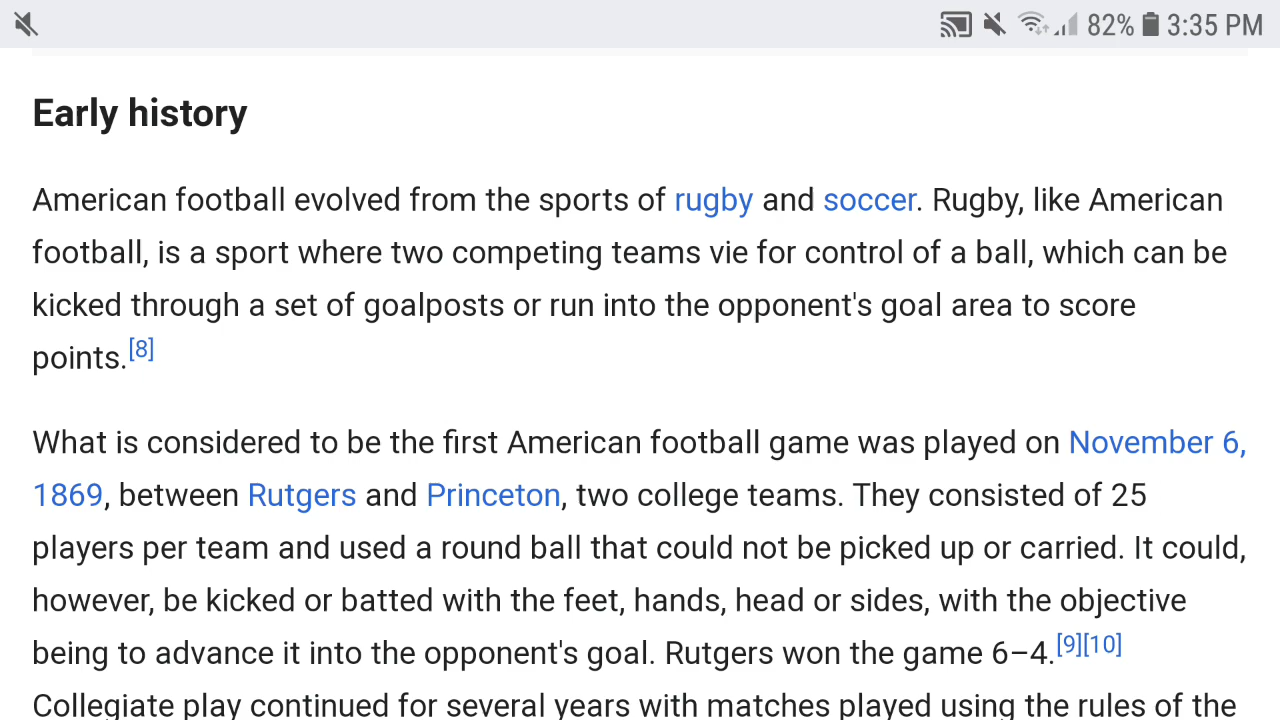 82% 3:35 PM
Early history
American football evolved from the sports of rugby and soccer. Rugby, like American
football, is a sport where two competing teams vie for control of a ball, which can be
kicked through a set of goalposts or run into the opponent's goal area to score
points.[8]
What is considered to be the first American football game was played on November 6,
1869, between Rutgers and Princeton, two college teams. They consisted of 25
players per team and used a round ball that could not be picked up or carried. It could,
however, be kicked or batted with the feet, hands, head or sides, with the objective
being to advance it into the opponent's goal. Rutgers won the game 6–4.[9][10]
Collegiate play continued for several years with matches played using the rules of the